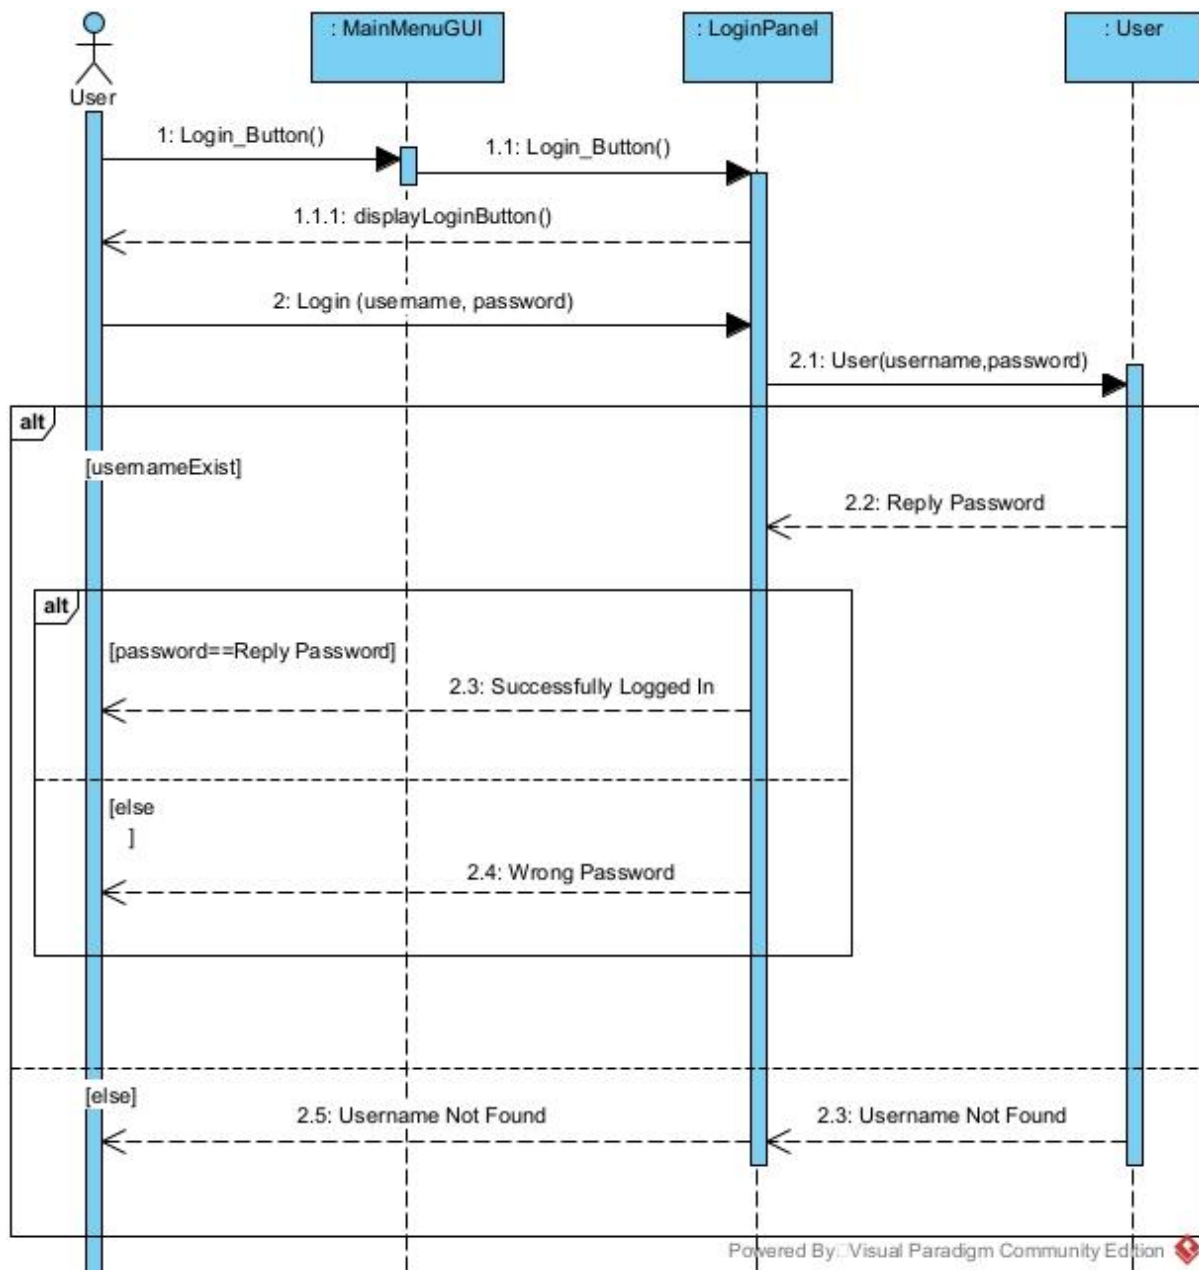 : MainMenuGUI
: LoginPanel
: User
User
1: Login_Button()
1.1: Login_Button()
1.1.1: displayLoginButton()
2: Login (username, password)
2.1: User(username,password)
alt
[usernameExist]
2.2: Reply Password
alt
[password==Reply Password]
2.3: Successfully Logged In
[else
]
2.4: Wrong Password
[else]
2.5: Username Not Found
2.3: Username Not Found
Powered By Visual Paradigm Community Edition